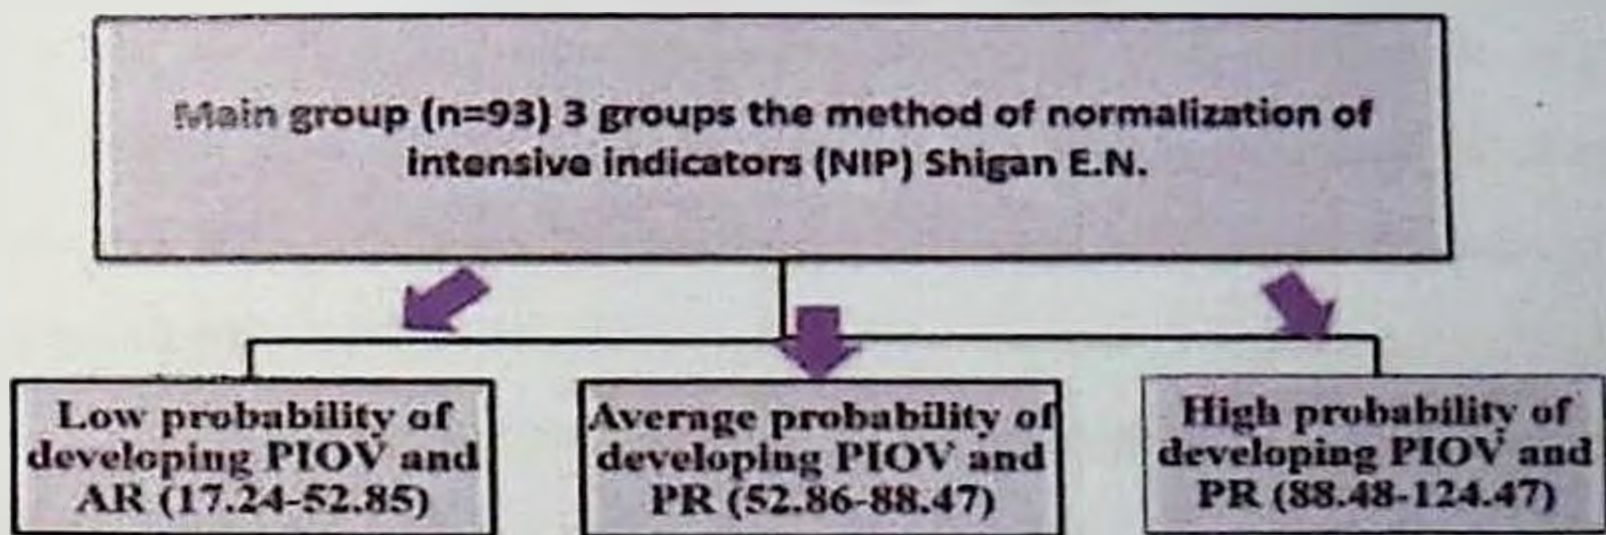 Main group (n=93) 3 groups the method of normalization of
intensive indicators (NIP) Shigan E.N.
Low probability of
developing PIOV and
AR (17.24-52.85)
Average probability of
developing PIOV and
PR (52.86-88.47)
High probability of
developing PIOV and
PR (88.48-124.47)